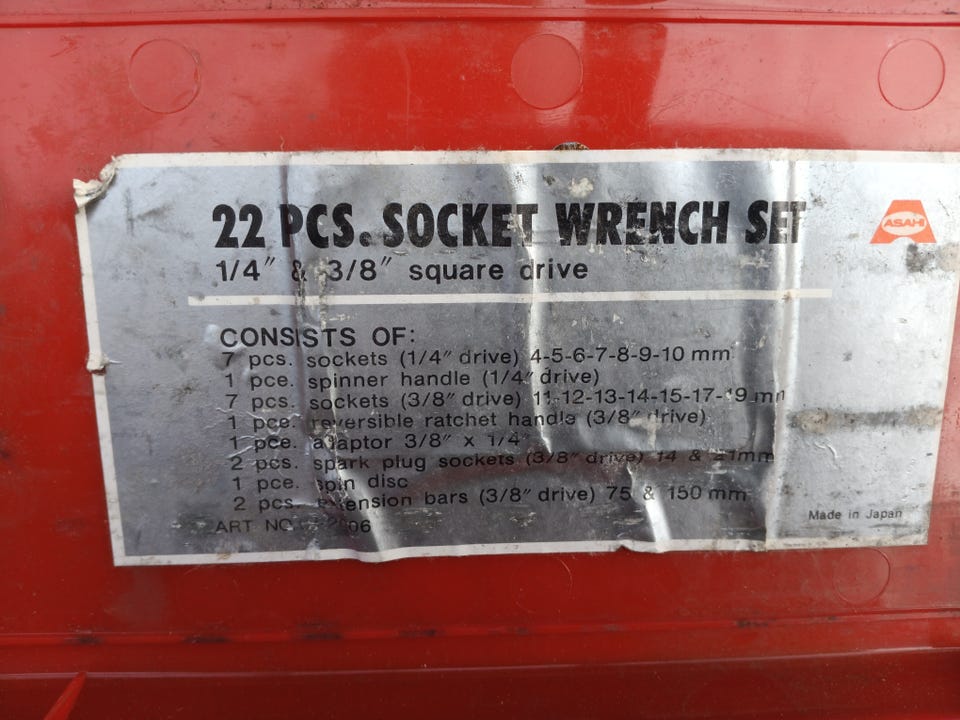 22 PCS. SOCKET WRENCH SET
ASAHI
1/4" & 3/8" square drive
CONSISTS OF:
7 pcs. sockets (1/4" drive) 4-5-6-7-8-9-10 mm
1 pce. spinner handle (1/4" drive)
7 pcs. sockets (3/8" drive) 11-12-13-14-15-17-19 mm
1 pce. reversible ratchet handle (3/8" drive)
1 pce. adaptor 3/8" x 1/4"
2 pcs. spark plug sockets (3/8" drive) 14 & 21mm
1 pce. spin disc
2 pcs. extension bars (3/8" drive) 75 & 150 mm
ART NO.
Made in Japan